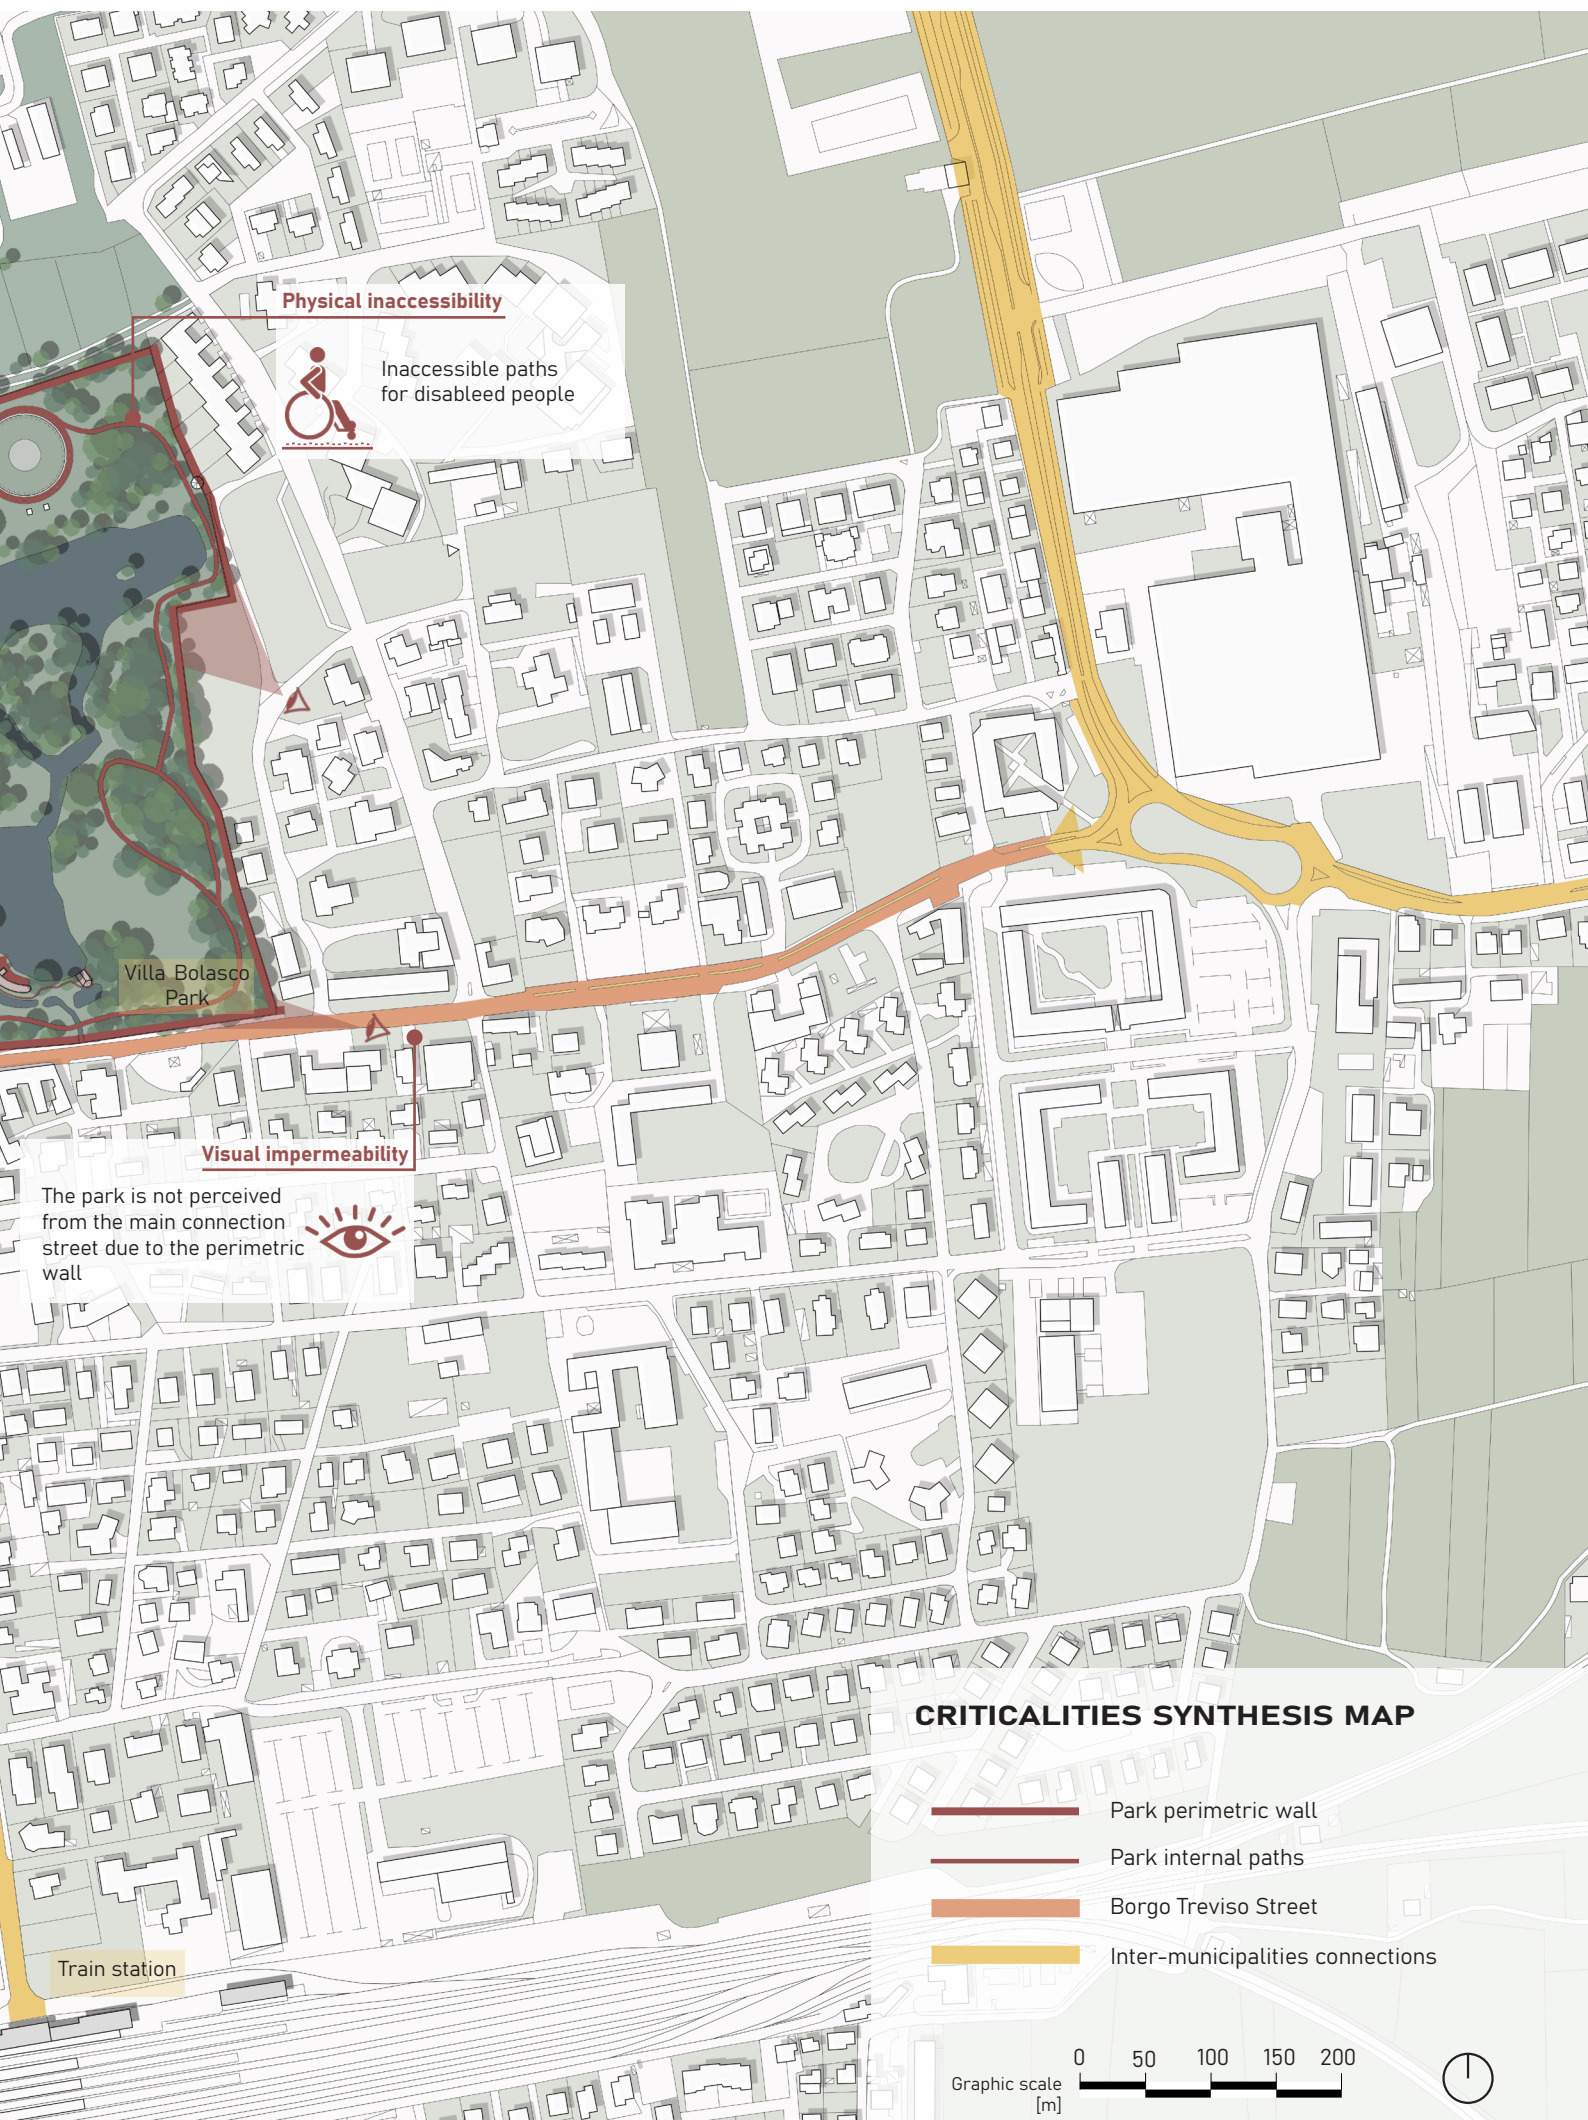 Physical inaccessibility
Inaccessible paths
for disableed people
Villa Bolasco
Park
Visual impermeability
The park is not perceived
from the main connection
street due to the perimetric
wall
CRITICALITIES SYNTHESIS MAP
Park perimetric wall
Park internal paths
Borgo Treviso Street
Inter-municipalities connections
Train station
0 50 100 150 200
Graphic scale
[m]